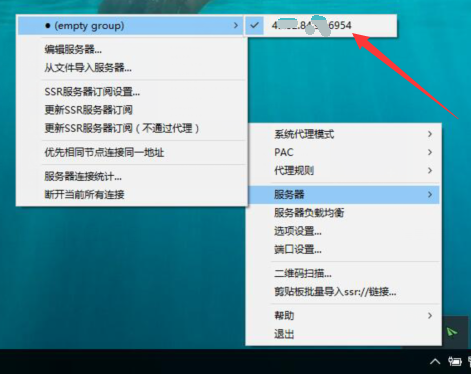 (empty group)
编辑服务器...
从文件导入服务器...
SSR服务器订阅设置...
更新SSR服务器订阅
更新SSR服务器订阅（不通过代理）
优先相同节点连接同一地址
服务器连接统计...
断开当前所有连接
系统代理模式
PAC
代理规则
服务器
服务器负载均衡
选项设置...
端口设置...
二维码扫描...
剪贴板批量导入ssr://链接...
帮助
退出